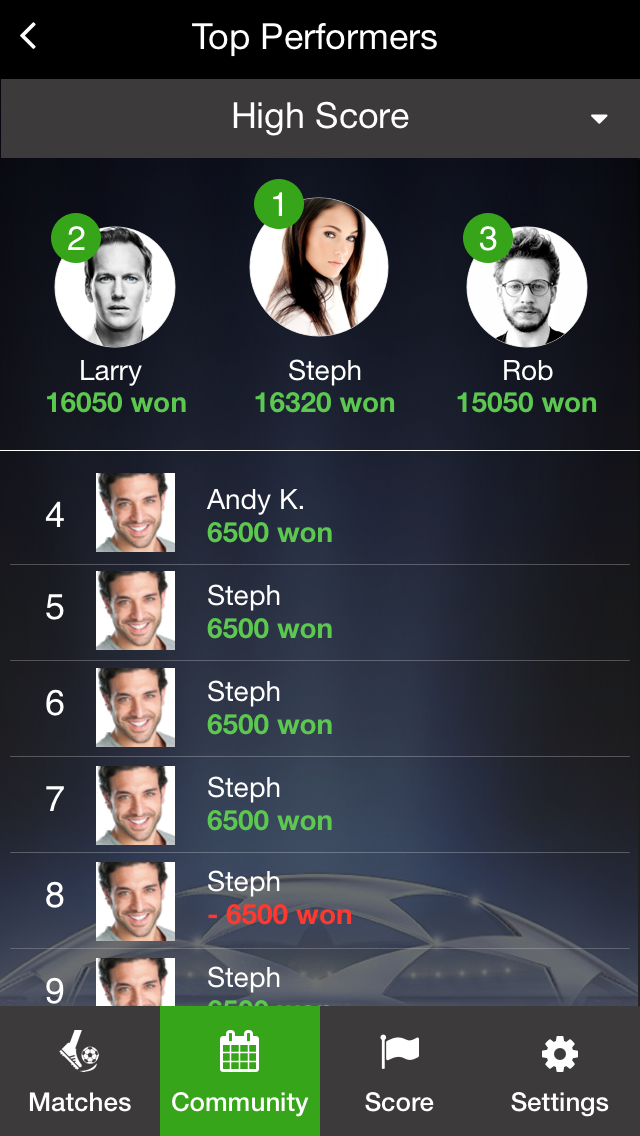 Top Performers
High Score
2
1
3
Larry
Steph
Rob
16050 won
16320 won
15050 won
4
Andy K.
6500 won
5
Steph
6500 won
6
Steph
6500 won
7
Steph
6500 won
8
Steph
- 6500 won
9
Steph
6500 won
Matches
Community
Score
Settings